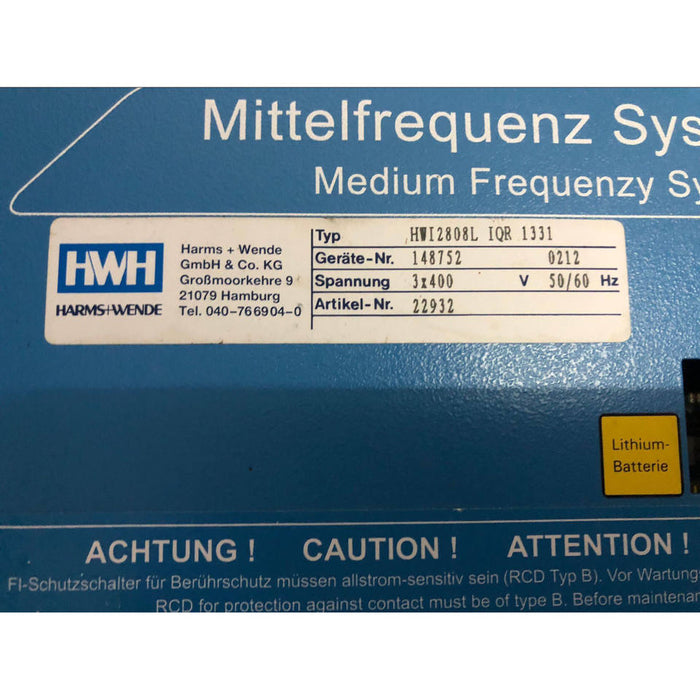 Mittelfrequenz Sys
Medium Frequenzy Sy
HWH
HARMS+WENDE
Harms + Wende
GmbH & Co. KG
Großmoorkehre 9
21079 Hamburg
Tel. 040-766904-0
Typ HWI2808L IQR 1331
Geräte-Nr. 148752 0212
Spannung 3x400 V 50/60 Hz
Artikel-Nr. 22932
Lithium-
Batterie
ACHTUNG ! CAUTION ! ATTENTION !
FI-Schutzschalter für Berührschutz müssen allstrom-sensitiv sein (RCD Typ B). Vor Wartungs
RCD for protection against contact must be of type B. Before maintenan